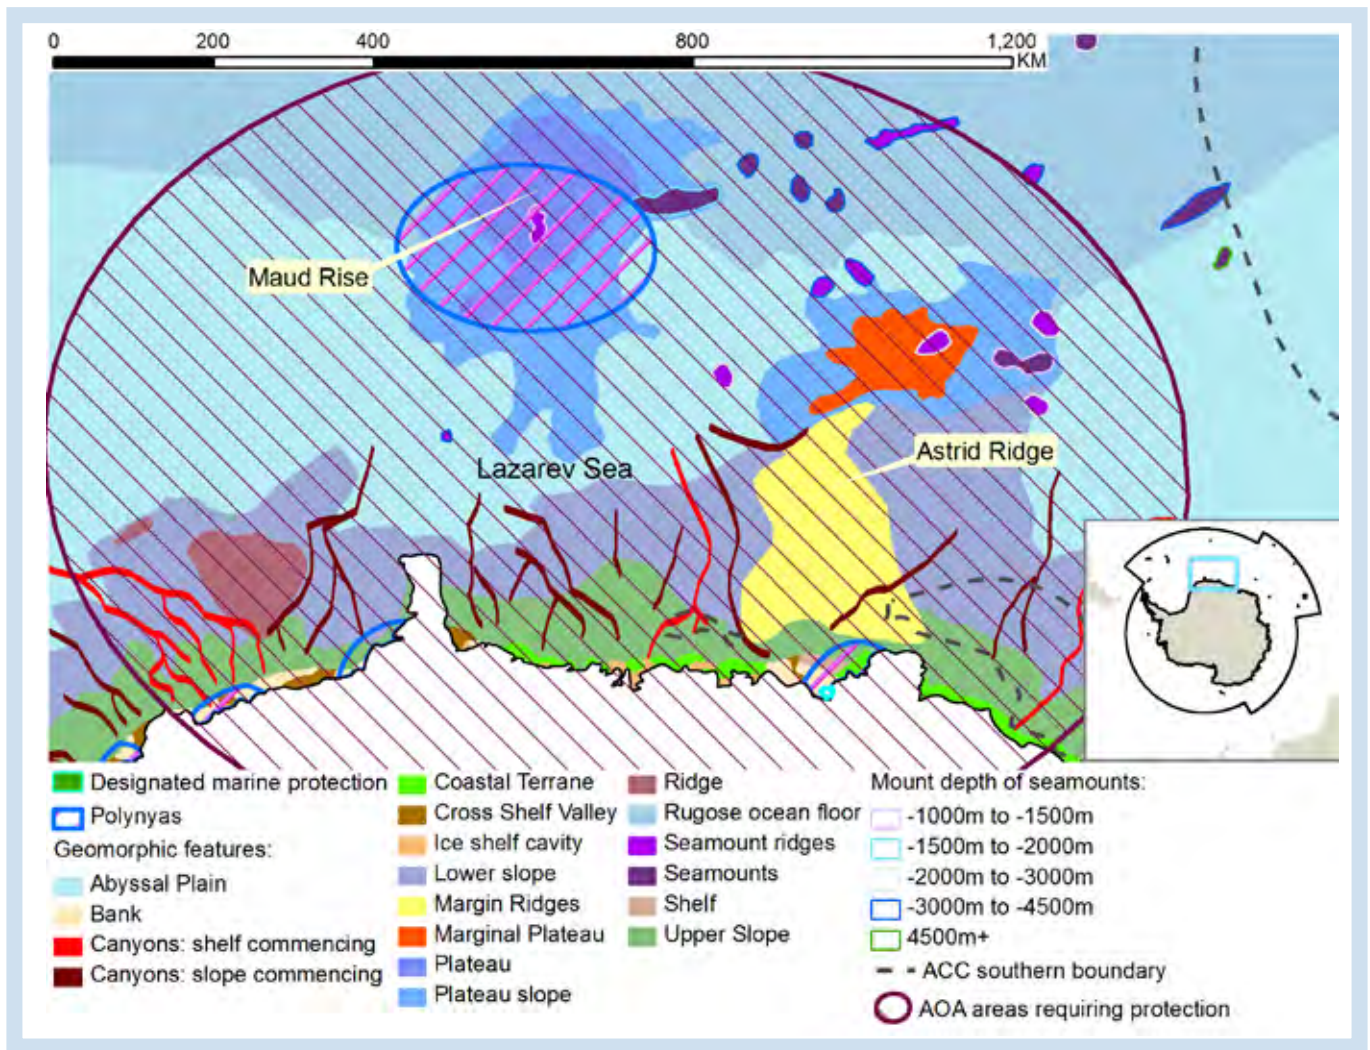 0 200 400 800 1,200
KM
Maud Rise
Astrid Ridge
Lazarev Sea
Designated marine protection
Polynyas
Geomorphic features:
Abyssal Plain
Bank
Canyons: shelf commencing
Canyons: slope commencing
Coastal Terrane
Cross Shelf Valley
Ice shelf cavity
Lower slope
Margin Ridges
Marginal Plateau
Plateau
Plateau slope
Ridge
Rugose ocean floor
Seamount ridges
Seamounts
Shelf
Upper Slope
Mount depth of seamounts:
-1000m to -1500m
-1500m to -2000m
-2000m to -3000m
-3000m to -4500m
4500m+
ACC southern boundary
AOA areas requiring protection